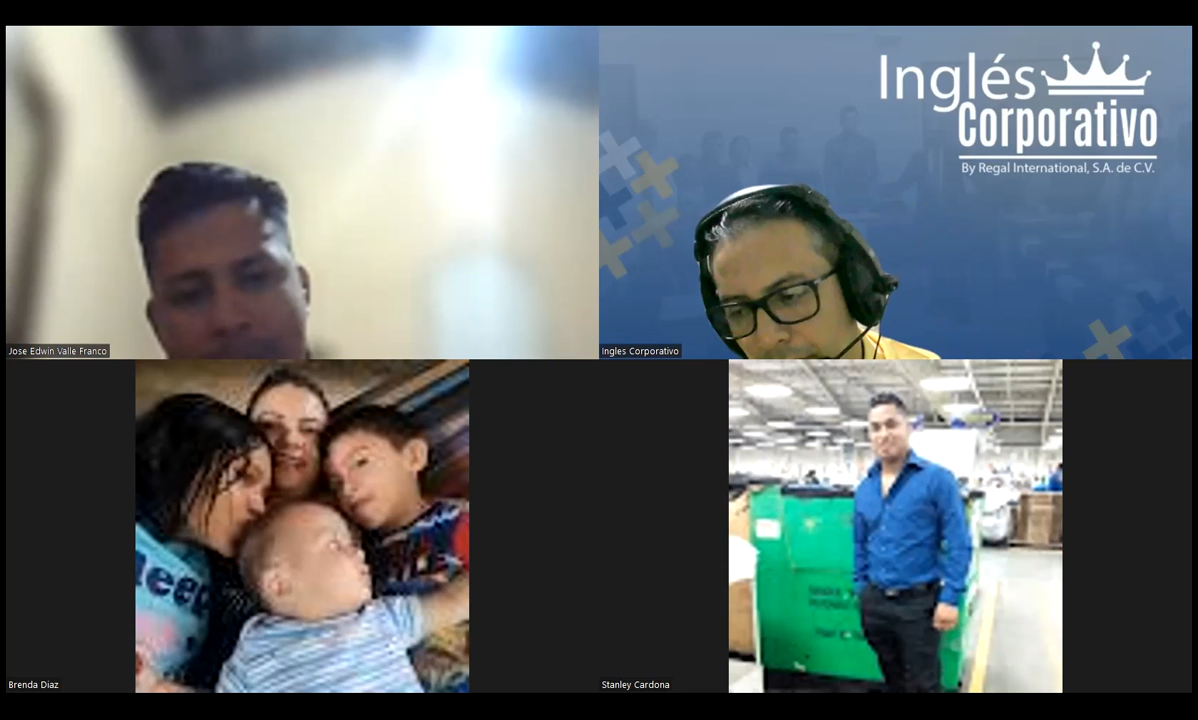 Inglés
Corporativo
By Regal International, S.A. de C.V.
Jose Edwin Valle Franco
Ingles Corporativo
Brenda Diaz
Stanley Cardona